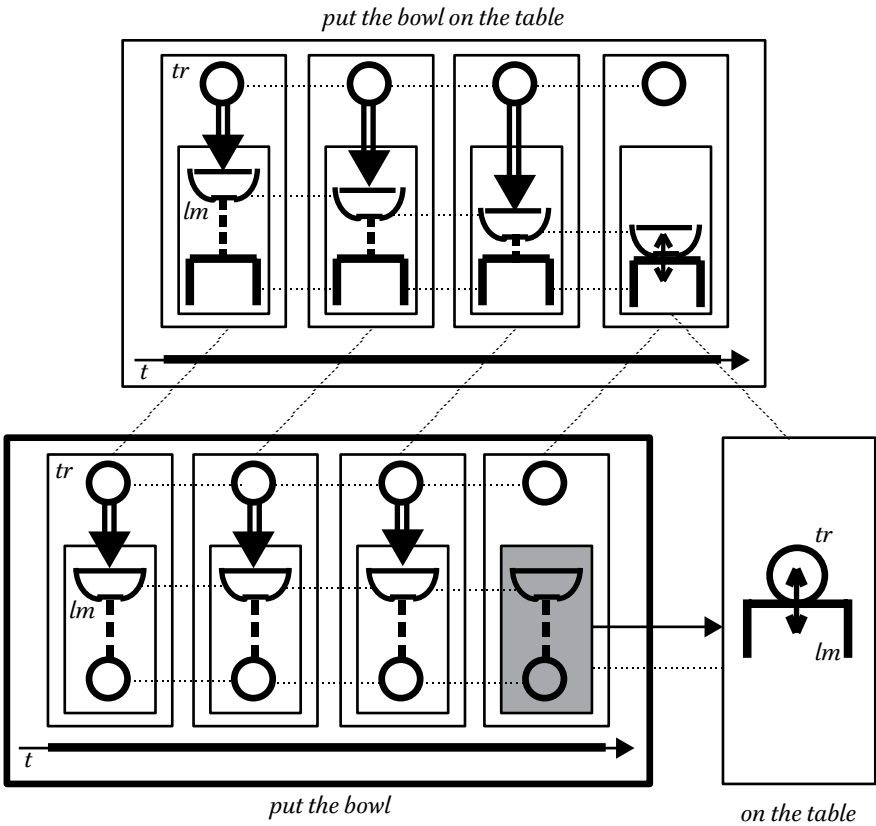 put the bowl on the table
tr
lm
t
tr
tr
lm
lm
t
put the bowl
on the table